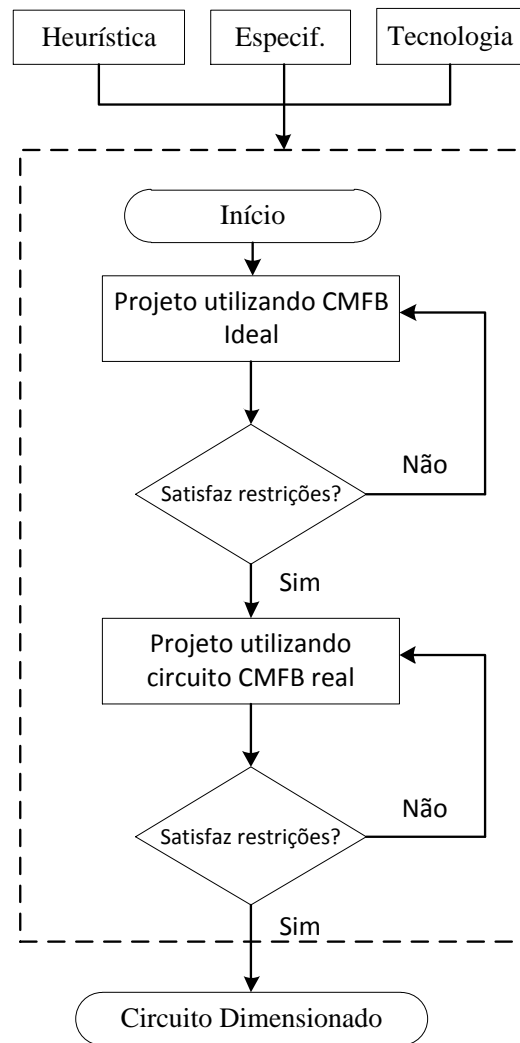 Heurística
Especif.
Tecnologia
Início
Projeto utilizando CMFB
Ideal
Não
Satisfaz restrições?
Sim
Projeto utilizando
circuito CMFB real
Não
Satisfaz restrições?
Sim
Circuito Dimensionado